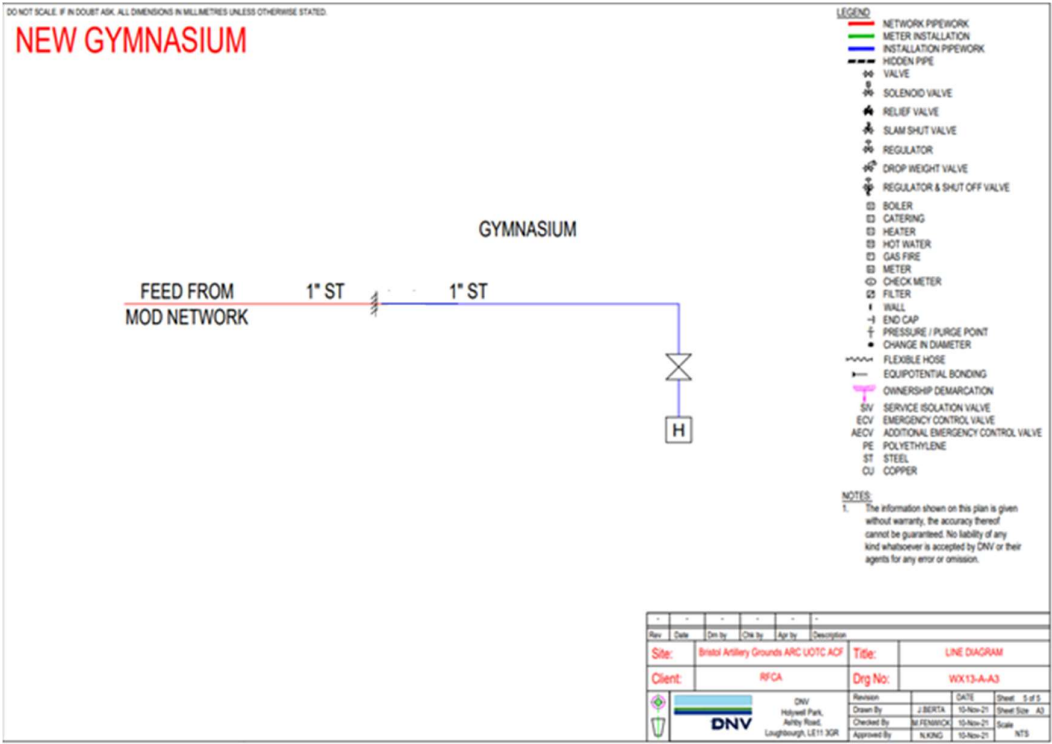 DO NOT SCALE. IF IN DOUBT ASK. ALL DIMENSIONS IN MILLIMETRES UNLESS OTHERWISE STATED.
NEW GYMNASIUM
GYMNASIUM
FEED FROM
MOD NETWORK
1" ST
1" ST
H
LEGEND
NETWORK PIPEWORK
METER INSTALLATION
INSTALLATION PIPEWORK
HIDDEN PIPE
VALVE
SOLENOID VALVE
RELIEF VALVE
SLAM SHUT VALVE
REGULATOR
DROP WEIGHT VALVE
REGULATOR & SHUT OFF VALVE
BOILER
CATERING
HEATER
HOT WATER
GAS FIRE
METER
CHECK METER
FILTER
WALL
END CAP
PRESSURE / PURGE POINT
CHANGE IN DIAMETER
FLEXIBLE HOSE
EQUIPOTENTIAL BONDING
OWNERSHIP DEMARCATION
SIV SERVICE ISOLATION VALVE
ECV EMERGENCY CONTROL VALVE
AECV ADDITIONAL EMERGENCY CONTROL VALVE
PE POLYETHYLENE
ST STEEL
CU COPPER
NOTES:
1. The information shown on this plan is given
without warranty, the accuracy thereof
cannot be guaranteed. No liability of any
kind whatsoever is accepted by DNV or their
agents for any error or omission.
- - - - - -
Rev Date Drn by Chk by Apr by Description
Site: Bristol Artillery Grounds ARC UOTC ACF Title: LINE DIAGRAM
Client: RFCA Drg No: WX13-A-A3
DNV
DNV
Holywell Park,
Ashby Road,
Loughbourgh, LE11 3GR
Revision DATE Sheet 5 of 5
Drawn By J.BERTA 10-Nov-21 Sheet Size A3
Checked By M.FENWICK 10-Nov-21 Scale
Approved By N.KING 10-Nov-21 NTS